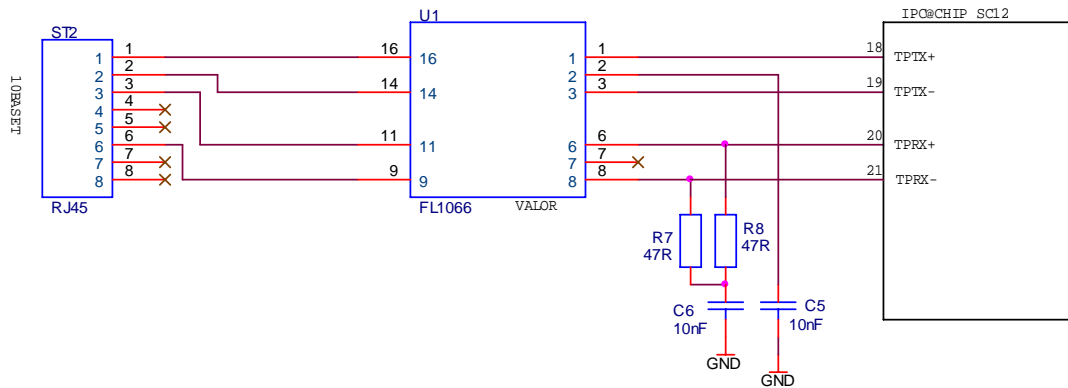 IPC@CHIP SC12
U1
ST2
10BASET
1 1
2 2
3 3
4 4
5 5
6 6
7 7
8 8
RJ45
16 16
14 14
11 11
9 9
1 1
2 2
3 3
6 6
7 7
8 8
FL1066 VALOR
18 TPTX+
19 TPTX-
20 TPRX+
21 TPRX-
R7
47R
R8
47R
C6
10nF
C5
10nF
GND
GND